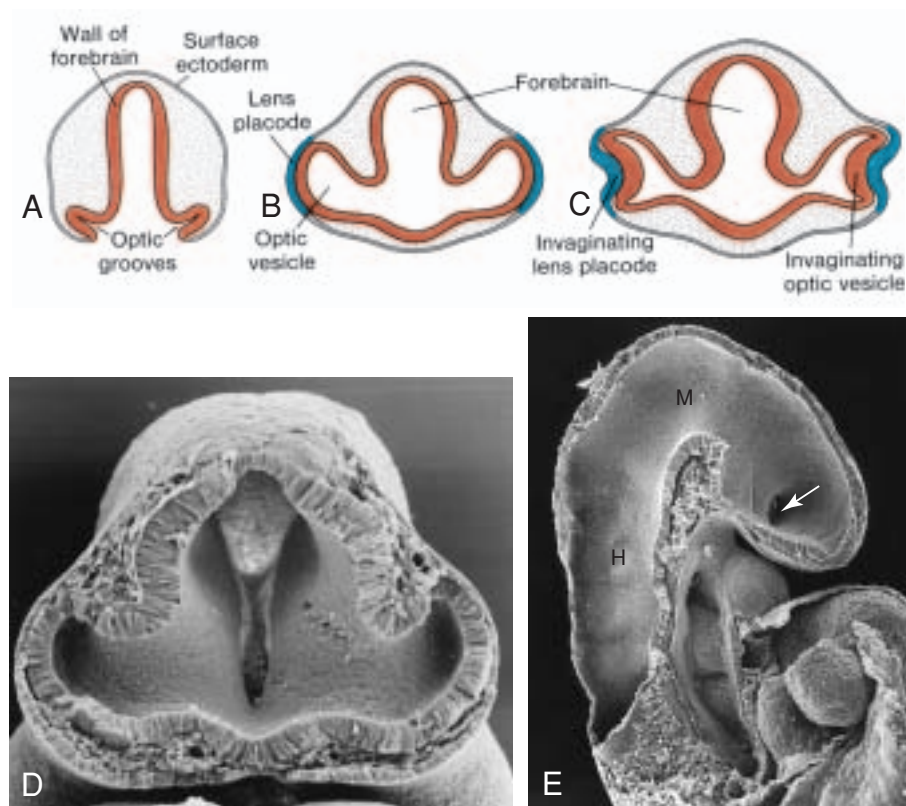 Wall of
forebrain
Surface
ectoderm
A
Optic
grooves
Lens
placode
B
Optic
vesicle
Forebrain
C
Invaginating
lens placode
Invaginating
optic vesicle
D
M
H
E